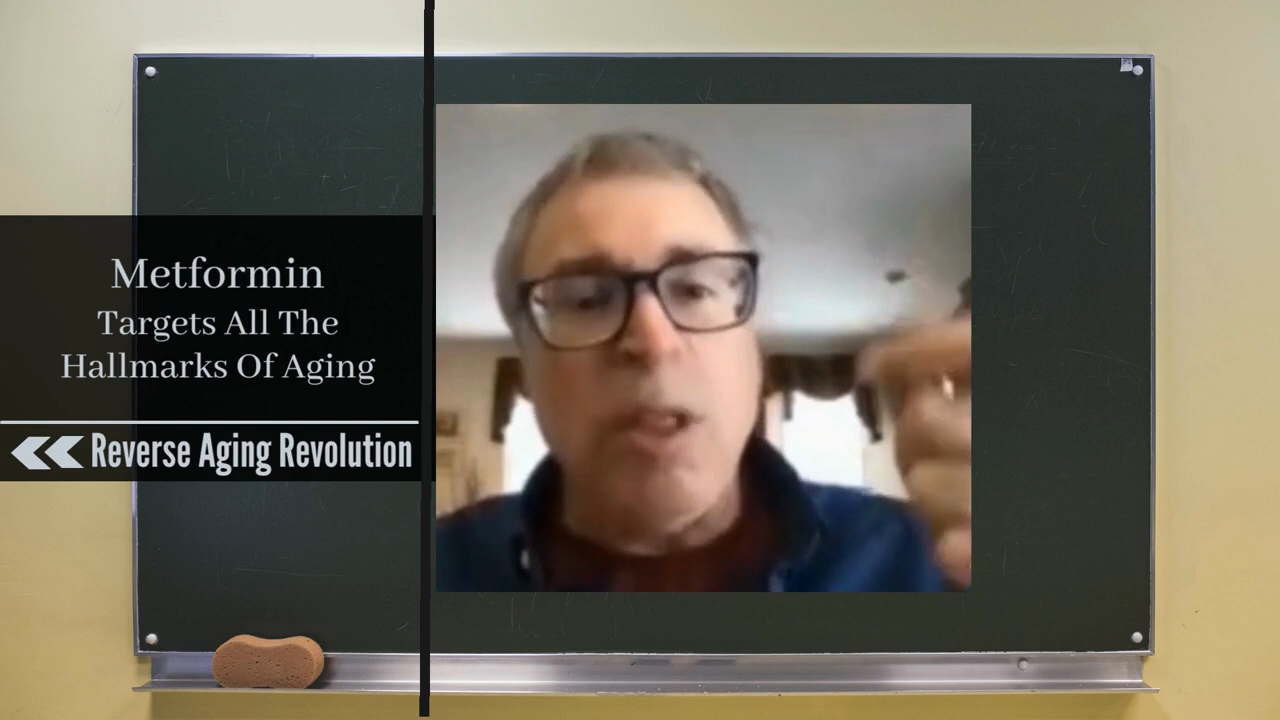 Metformin
Targets All The
Hallmarks Of Aging
Reverse Aging Revolution